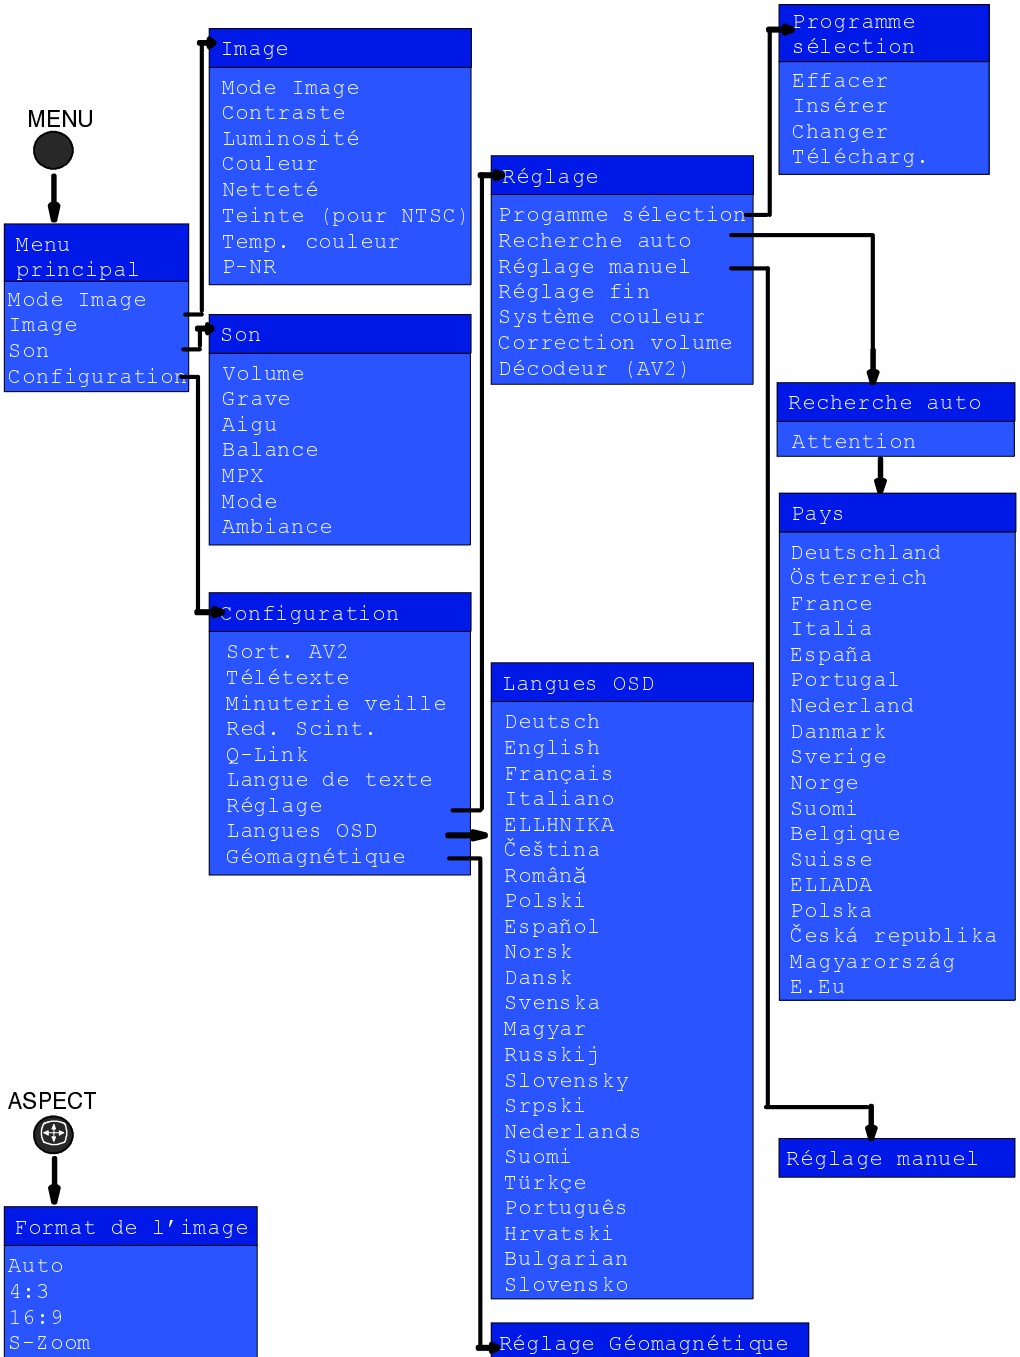 MENU
Menu
principal
Mode Image
Image
Son
Configuration
Image
Mode Image
Contraste
Luminosité
Couleur
Netteté
Teinte (pour NTSC)
Temp. couleur
P-NR
Son
Volume
Grave
Aigu
Balance
MPX
Mode
Ambiance
Configuration
Sort. AV2
Télétexte
Minuterie veille
Red. Scint.
Q-Link
Langue de texte
Réglage
Langues OSD
Géomagnétique
Réglage
Progamme sélection
Recherche auto
Réglage manuel
Réglage fin
Système couleur
Correction volume
Décodeur (AV2)
Programme
sélection
Effacer
Insérer
Changer
Télécharg.
Recherche auto
Attention
Pays
Deutschland
Österreich
France
Italia
España
Portugal
Nederland
Danmark
Sverige
Norge
Suomi
Belgique
Suisse
ELLADA
Polska
Česká republika
Magyarország
E.Eu
Réglage manuel
Langues OSD
Deutsch
English
Français
Italiano
ELLHNIKA
Čeština
Română
Polski
Español
Norsk
Dansk
Svenska
Magyar
Russkij
Slovensky
Srpski
Nederlands
Suomi
Türkçe
Português
Hrvatski
Bulgarian
Slovensko
Réglage Géomagnétique
ASPECT
Format de l’image
Auto
4:3
16:9
S-Zoom